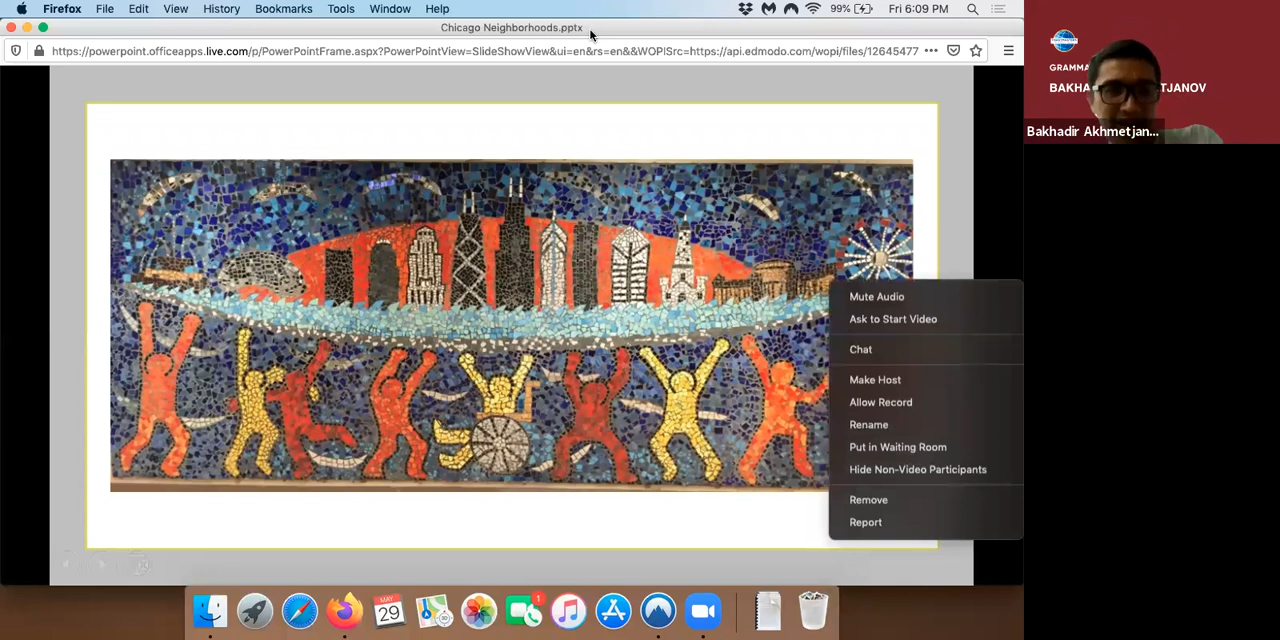 Firefox File Edit View History Bookmarks Tools Window Help 99% Fri 6:09 PM
Chicago Neighborhoods.pptx
https://powerpoint.officeapps.live.com/p/PowerPointFrame.aspx?PowerPointView=SlideShowView&ui=en&rs=en&&WOPISrc=https://api.edmodo.com/wopi/files/12645477
GRAMMA
BAKHA TJANOV
Bakhadir Akhmetjan...
Mute Audio
Ask to Start Video
Chat
Make Host
Allow Record
Rename
Put in Waiting Room
Hide Non-Video Participants
Remove
Report
1
MAY
29